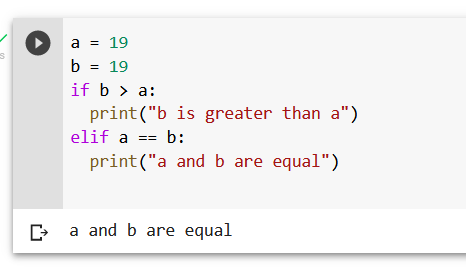 a = 19
b = 19
if b > a:
  print("b is greater than a")
elif a == b:
  print("a and b are equal")
a and b are equal